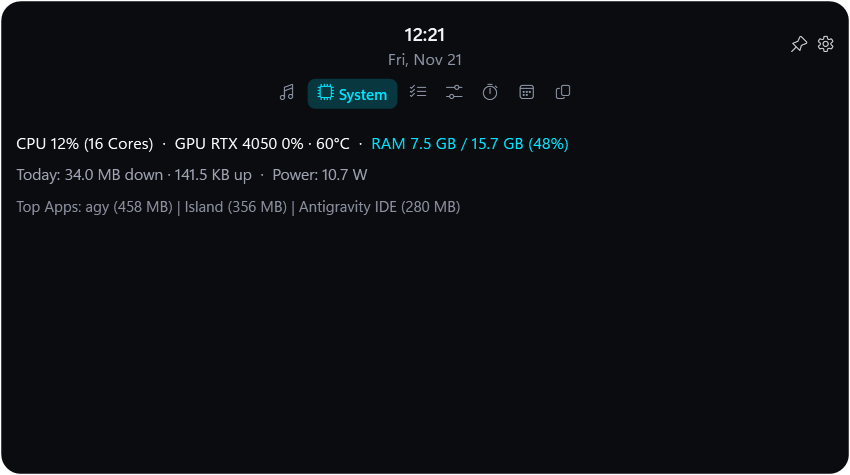 12:21
Fri, Nov 21
System
CPU 12% (16 Cores) · GPU RTX 4050 0% · 60°C · RAM 7.5 GB / 15.7 GB (48%)
Today: 34.0 MB down · 141.5 KB up · Power: 10.7 W
Top Apps: agy (458 MB) | Island (356 MB) | Antigravity IDE (280 MB)